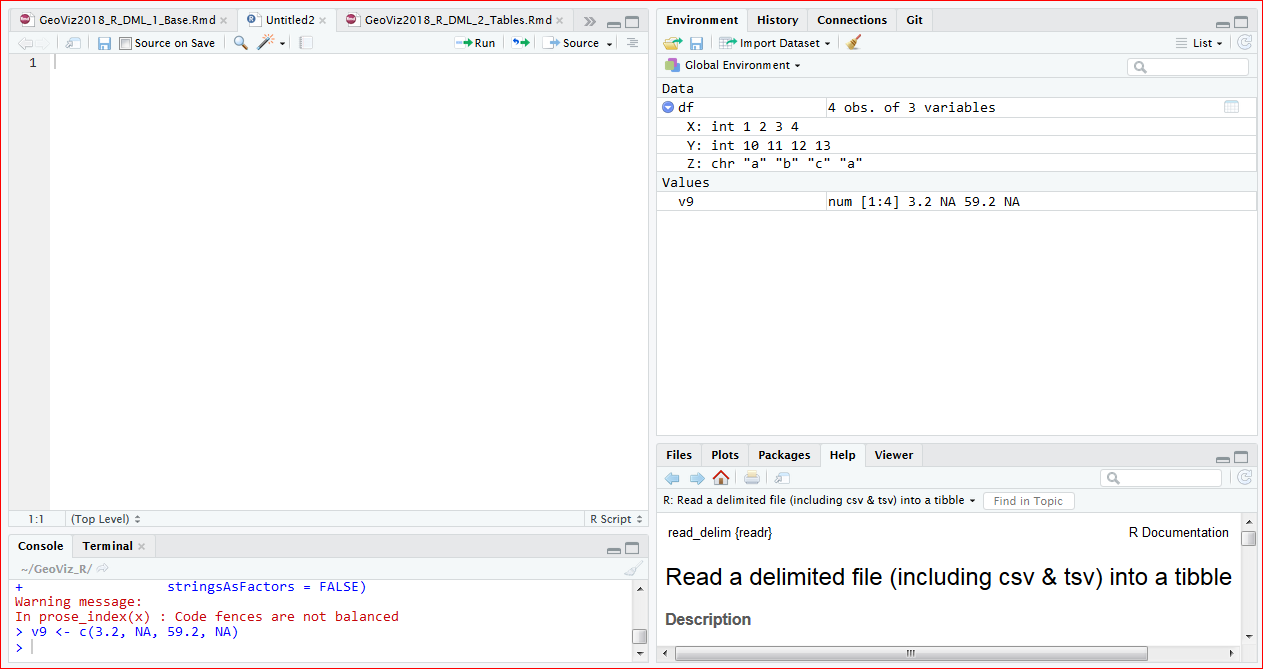 GeoViz2018_R_DML_1_Base.Rmd × Untitled2 × GeoViz2018_R_DML_2_Tables.Rmd ×
Source on Save Run Source
1
1:1 (Top Level) R Script
Console Terminal ×
~/GeoViz_R/
+ stringsAsFactors = FALSE)
Warning message:
In prose_index(x) : Code fences are not balanced
> v9 <- c(3.2, NA, 59.2, NA)
>
Environment History Connections Git
Import Dataset List
Global Environment
Data
df 4 obs. of 3 variables
X: int 1 2 3 4
Y: int 10 11 12 13
Z: chr "a" "b" "c" "a"
Values
v9 num [1:4] 3.2 NA 59.2 NA
Files Plots Packages Help Viewer
R: Read a delimited file (including csv & tsv) into a tibble Find in Topic
read_delim {readr} R Documentation
Read a delimited file (including csv & tsv) into a tibble
Description